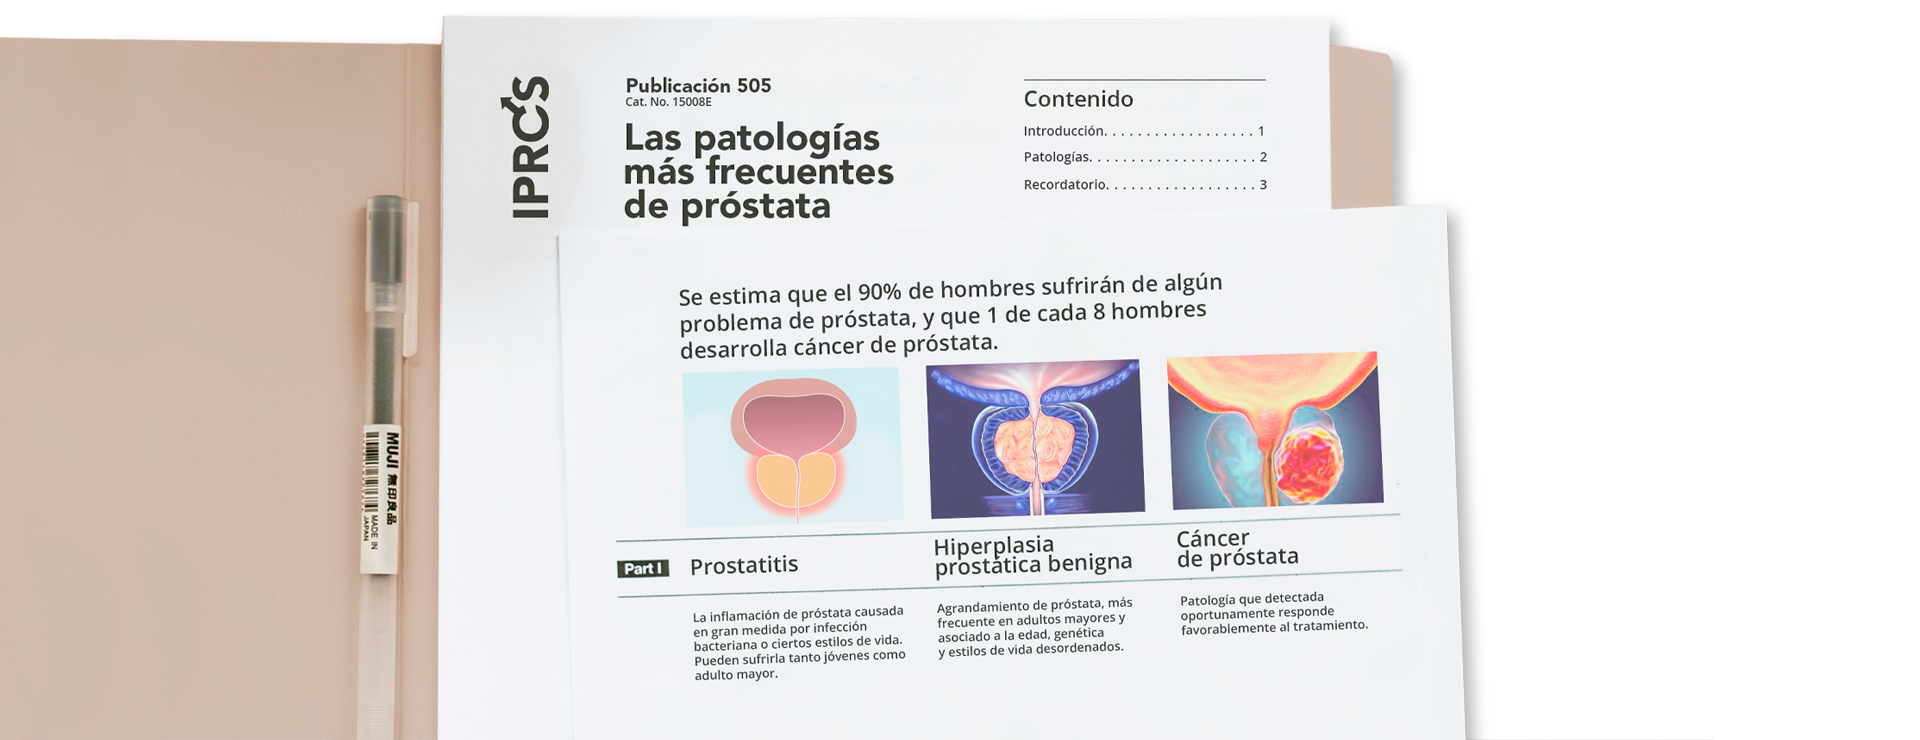 IPROS
Publicación 505
Cat. No. 15008E
Las patologías
más frecuentes
de próstata
Contenido
Introducción. . . . . . . . . . . . . . . . . . 1
Patologías. . . . . . . . . . . . . . . . . . . . 2
Recordatorio. . . . . . . . . . . . . . . . . . 3
Se estima que el 90% de hombres sufrirán de algún
problema de próstata, y que 1 de cada 8 hombres
desarrolla cáncer de próstata.
Part I
Prostatitis
Hiperplasia
prostática benigna
Cáncer
de próstata
La inflamación de próstata causada
en gran medida por infección
bacteriana o ciertos estilos de vida.
Pueden sufrirla tanto jóvenes como
adulto mayor.
Agrandamiento de próstata, más
frecuente en adultos mayores y
asociado a la edad, genética
y estilos de vida desordenados.
Patología que detectada
oportunamente responde
favorablemente al tratamiento.
MUJI 無印良品
MADE IN
JAPAN